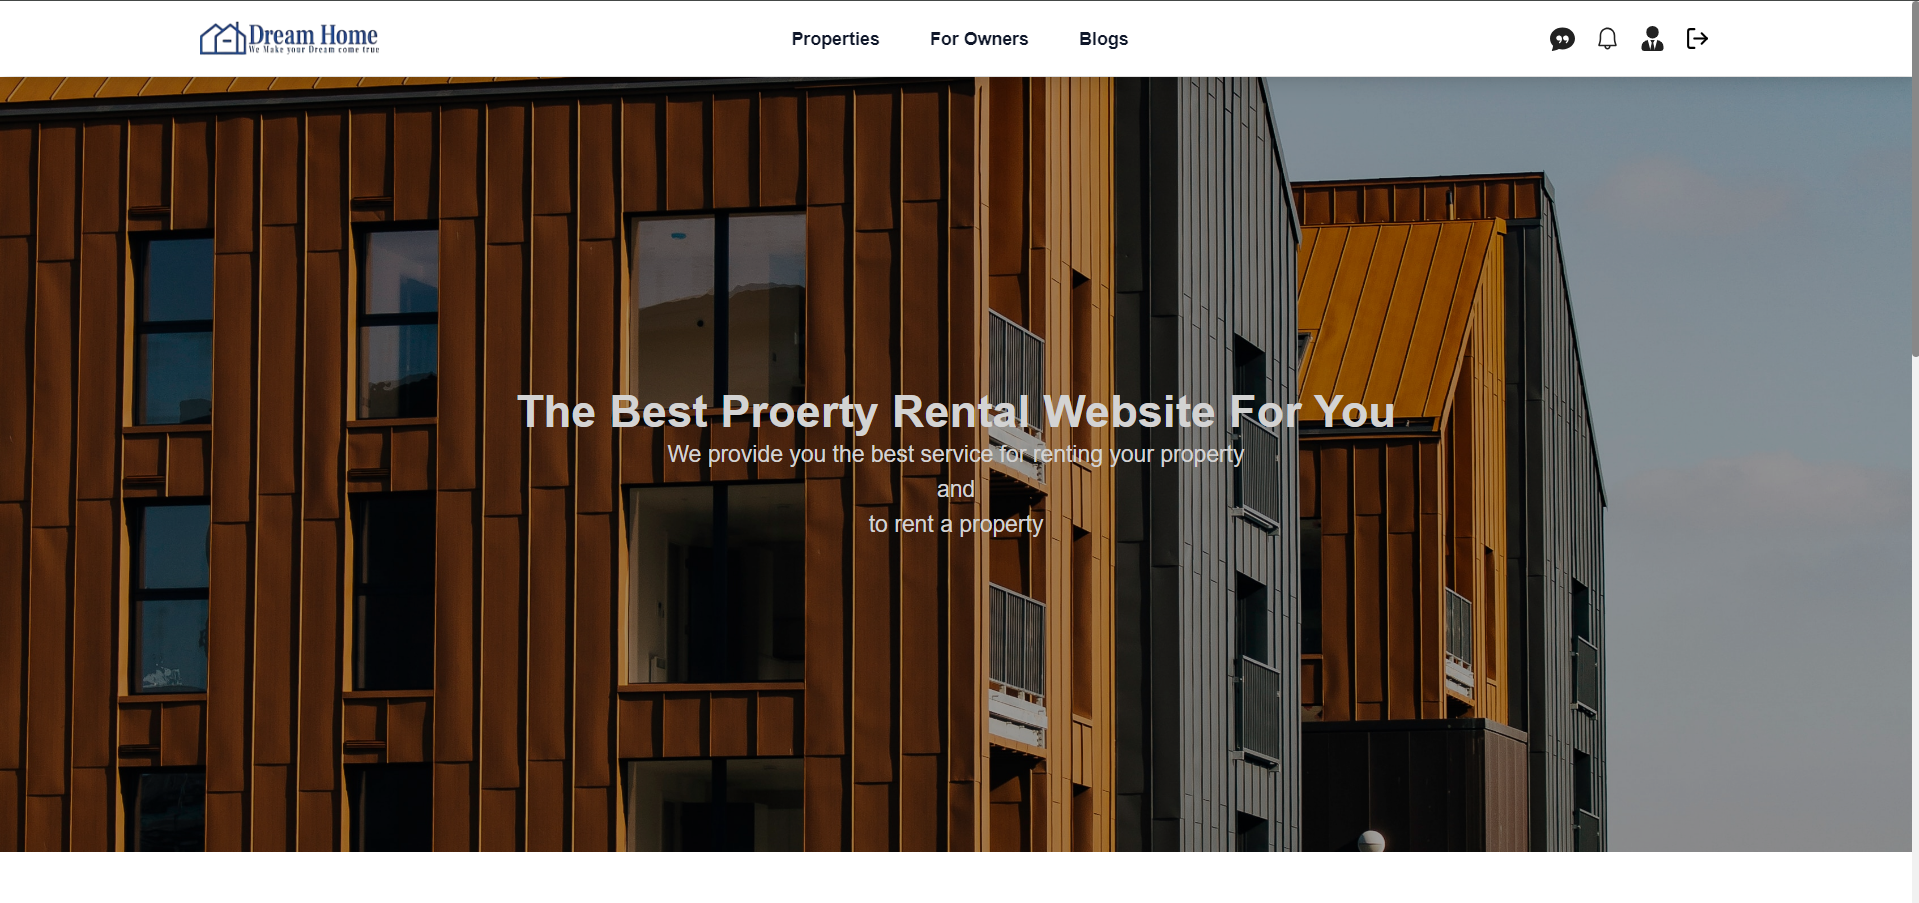 Dream Home
We Make your Dream come true
Properties
For Owners
Blogs
The Best Proerty Rental Website For You
We provide you the best service for renting your property
and
to rent a property